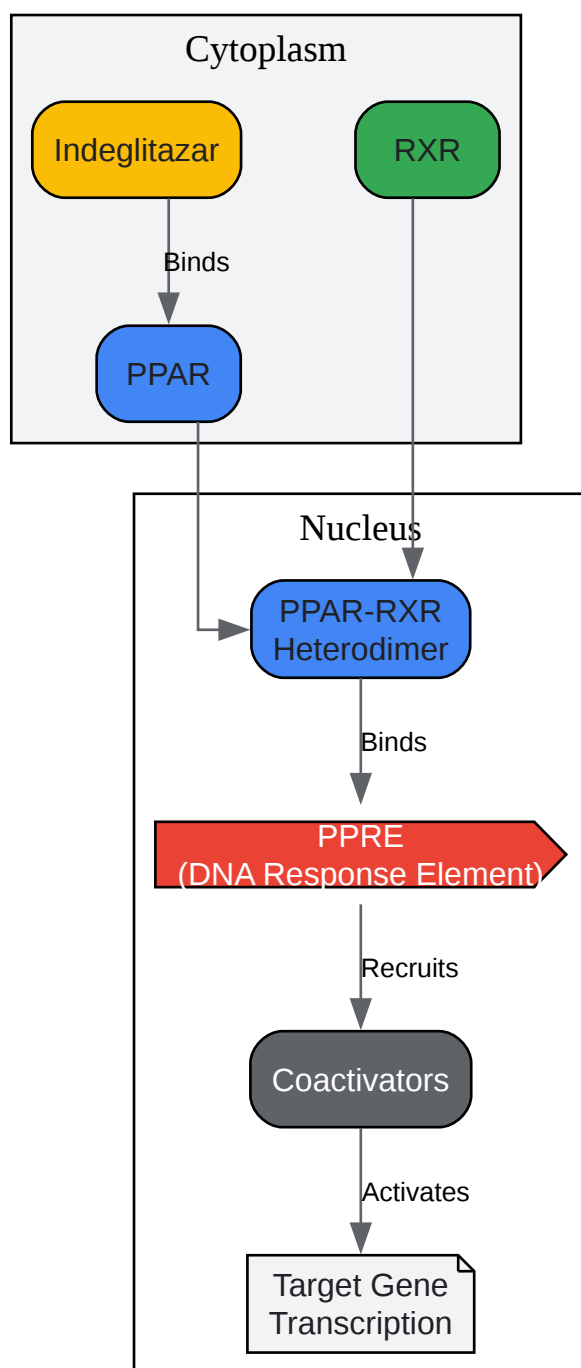 Cytoplasm
Indeglitazar
RXR
Binds
PPAR
Nucleus
PPAR-RXR
Heterodimer
Binds
PPRE
(DNA Response Element)
Recruits
Coactivators
Activates
Target Gene
Transcription